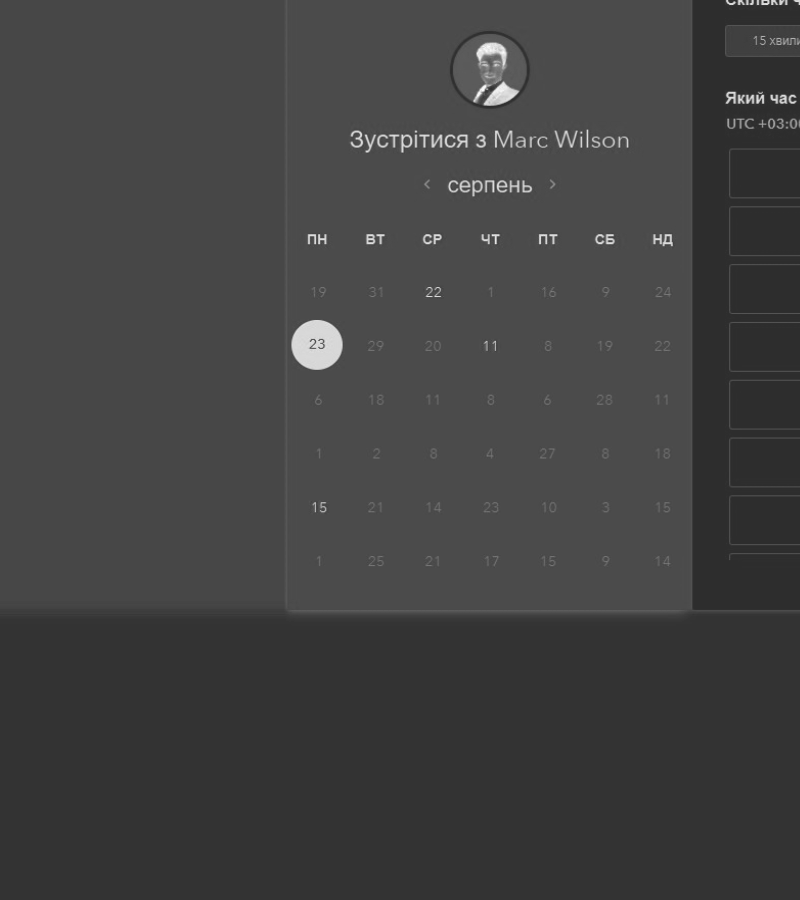 15
Який час
UTC +03:0
Зустрітися з Marc Wilson
< серпень >
ПН ВТ СР ЧТ ПТ СБ НД
19 31 22 1 16 9 24
23 29 20 11 8 19 22
6 18 11 8 6 28 11
1 2 8 4 27 8 18
15 21 14 23 10 3 15
1 25 21 17 15 9 14